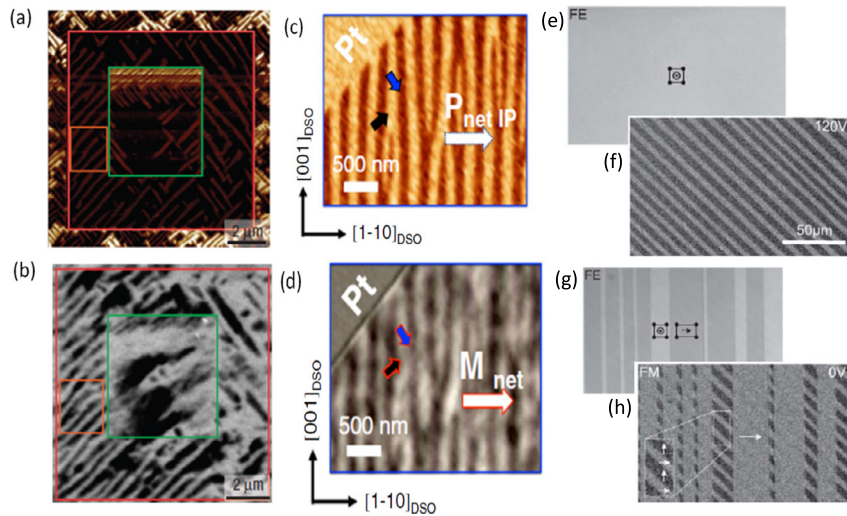 (a)
2 μm
(b)
2 μm
(c)
Pt
P net IP
500 nm
[001]DSO
[1-10]DSO
(d)
Pt
M net
500 nm
[001]DSO
[1-10]DSO
(e)
FE
(f)
120V
50μm
(g)
FE
(h)
FM
0V